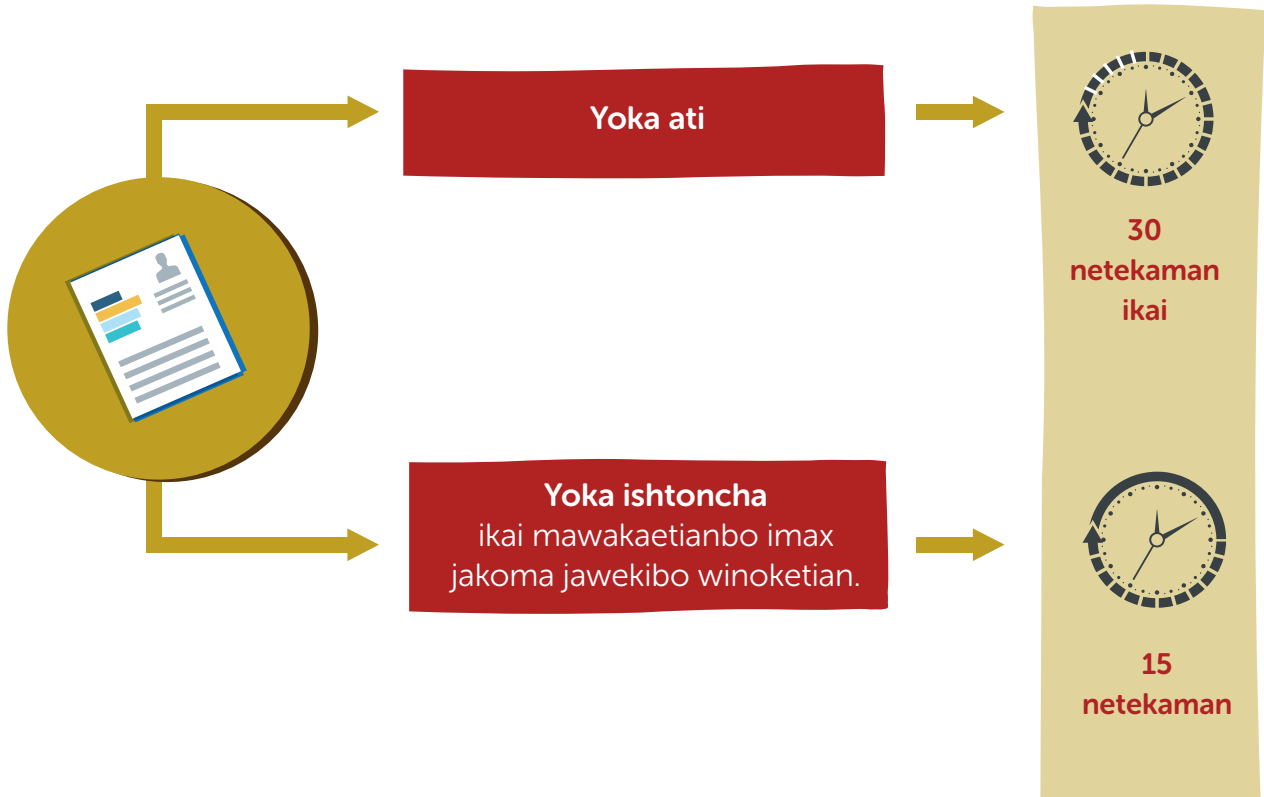 Yoka ati
30
netekaman
ikai
Yoka ishtoncha
ikai mawakaetianbo imax
jakoma jawekibo winoketian.
15
netekaman